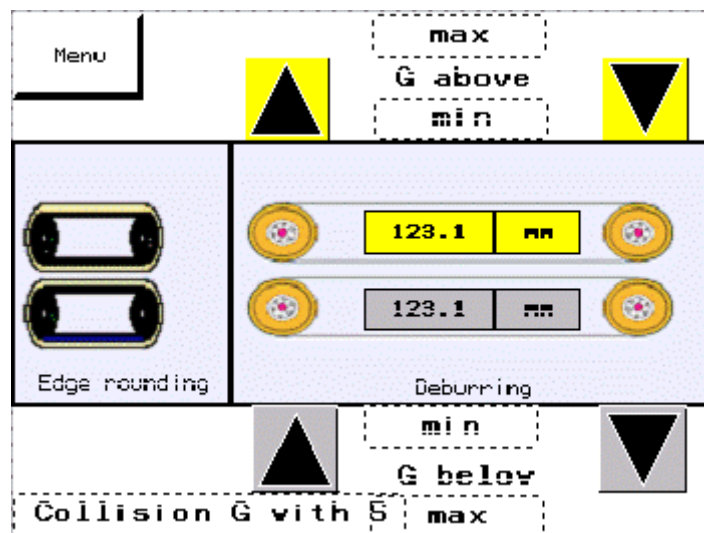 Menu
max
G above
min
123.1 mm
123.1 mm
Edge rounding
Deburring
min
G below
Collision G with S
max